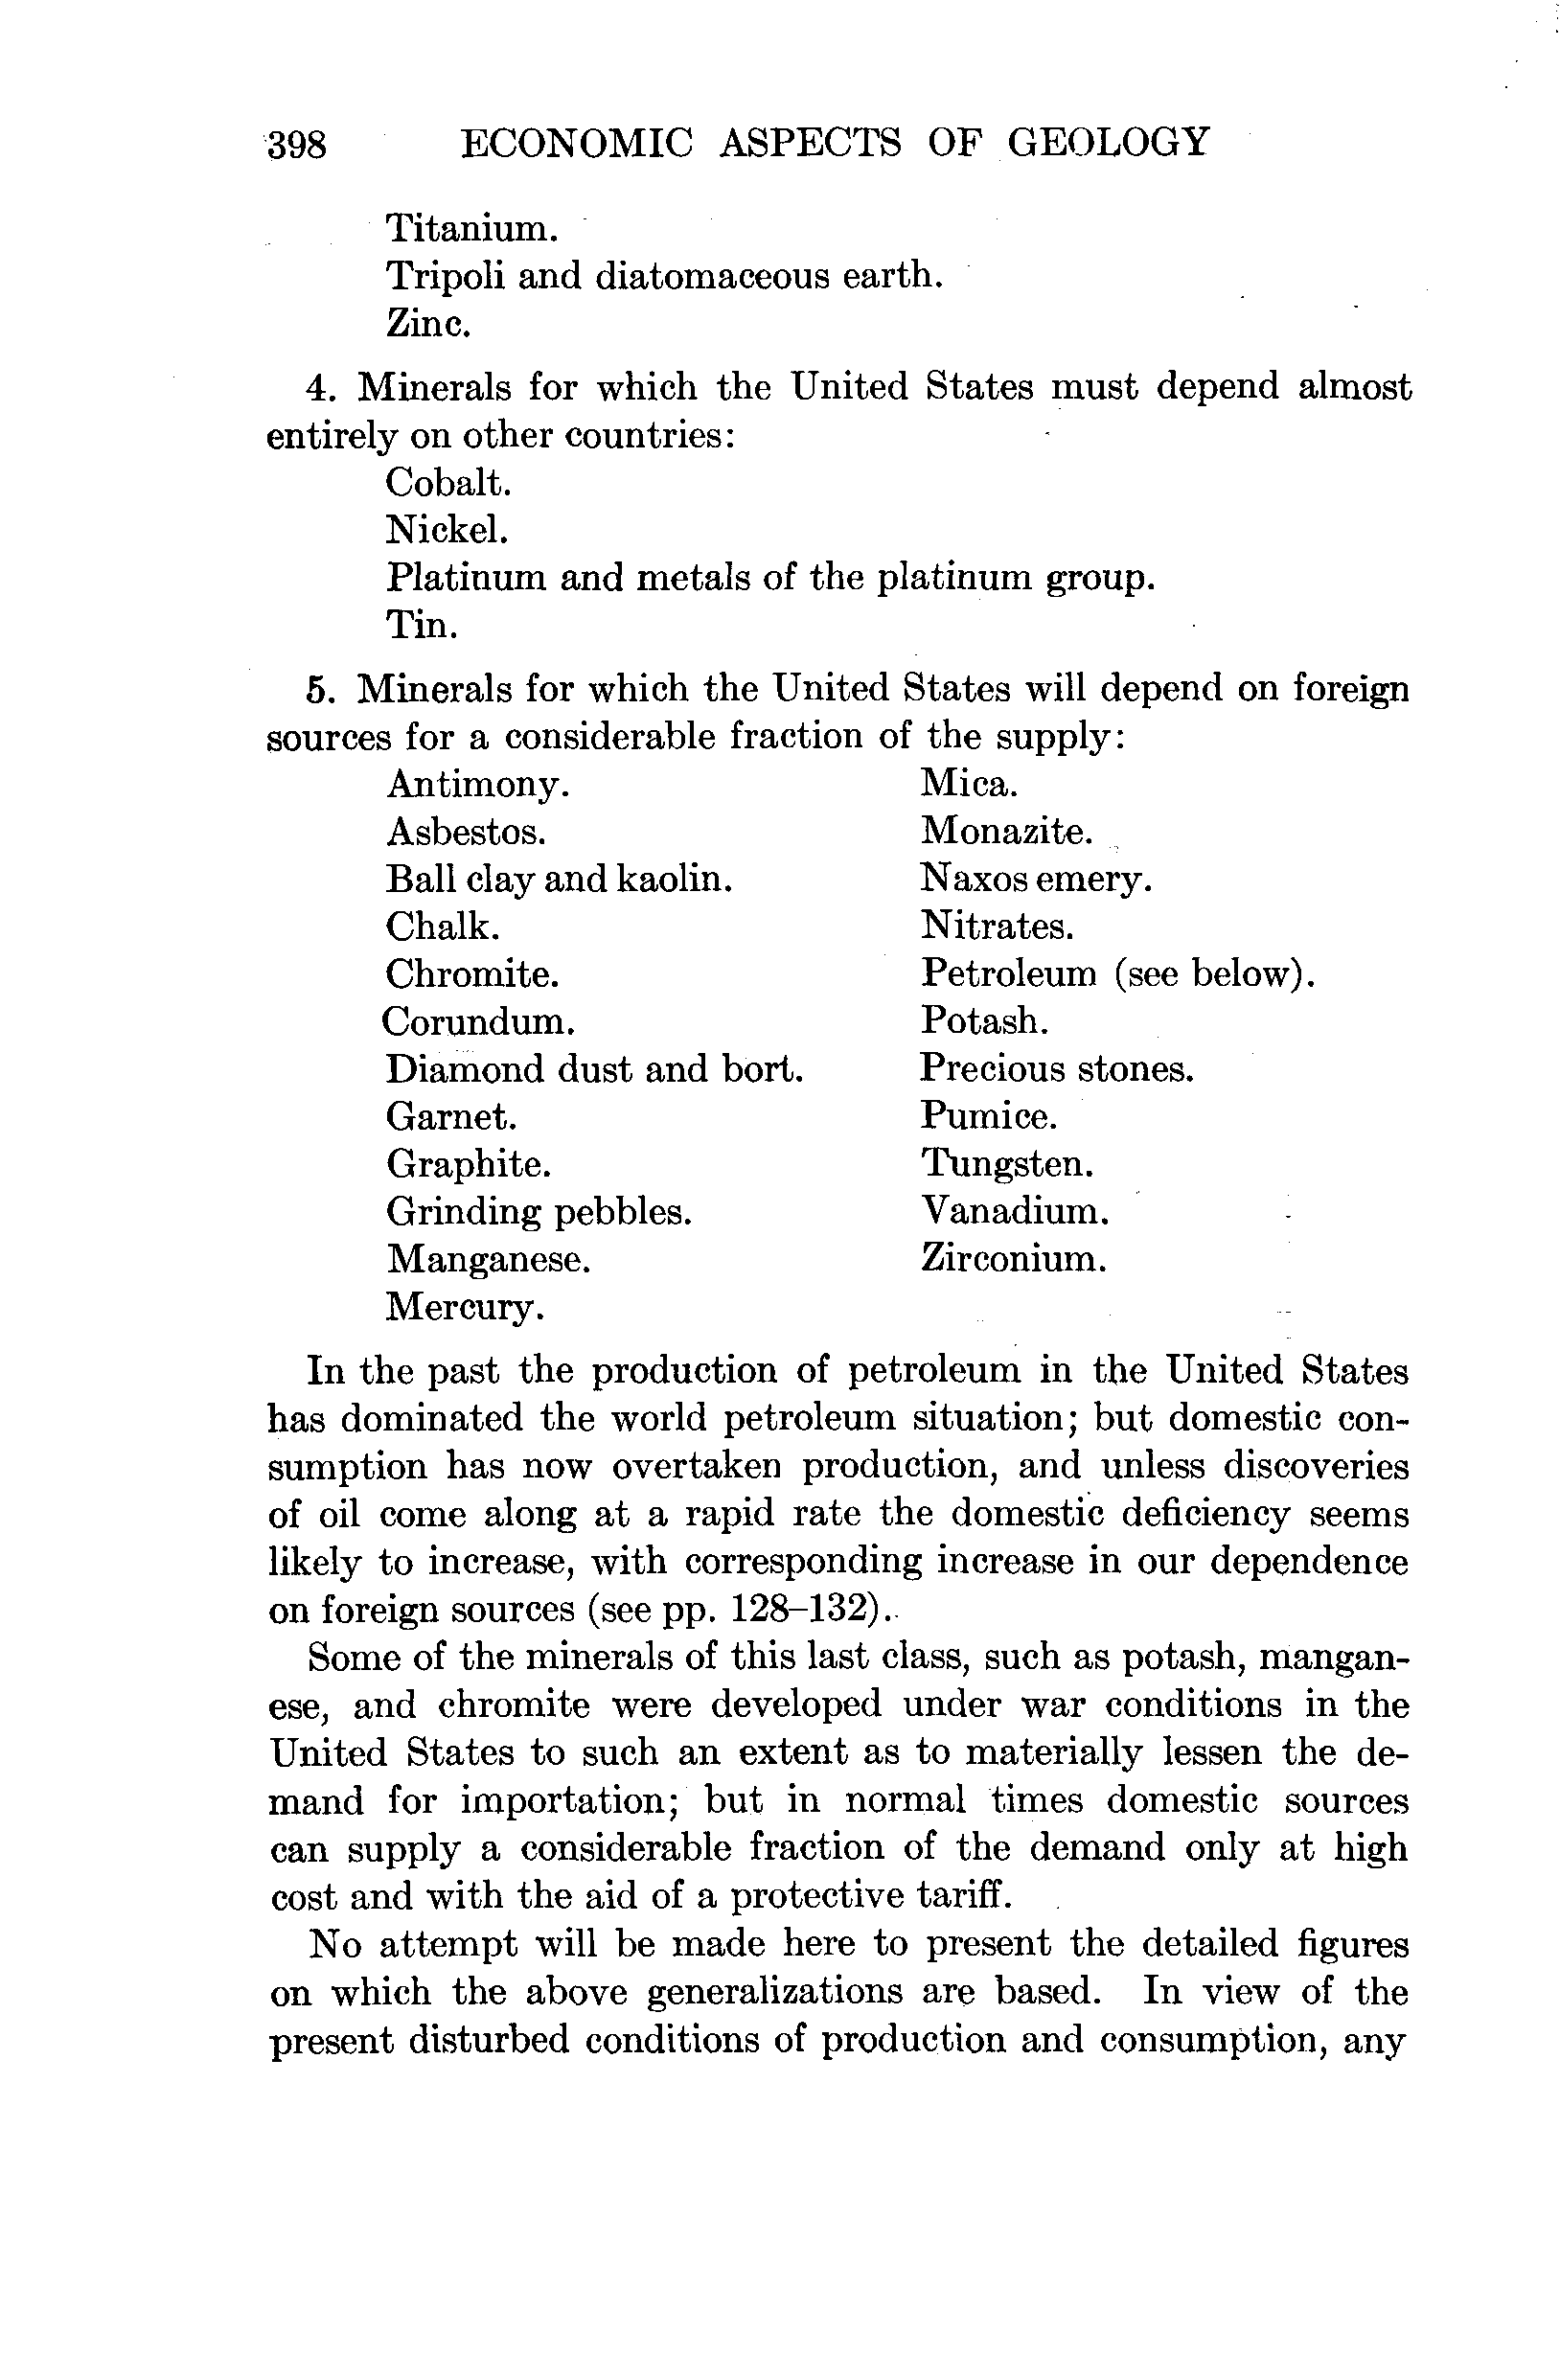 398 ECONOMIC ASPECTS OF GEOLOGY
Titanium.
Tripoli and diatomaceous earth.
Zinc.
4. Minerals for which the United States must depend almost
entirely on other countries:
Cobalt.
Nickel.
Platinum and metals of the platinum group.
Tin.
5. Minerals for which the United States will depend on foreign
sources for a considerable fraction of the supply:
Antimony.
Asbestos.
Ball clay and kaolin.
Chalk.
Chromite.
Corundum.
Diamond dust and bort.
Garnet.
Graphite.
Grinding pebbles.
Manganese.
Mercury.
Mica.
Monazite.
Naxos emery.
Nitrates.
Petroleum (see below).
Potash.
Precious stones.
Pumice.
Tungsten.
Vanadium.
Zirconium.
In the past the production of petroleum in the United States
has dominated the world petroleum situation; but domestic con-
sumption has now overtaken production, and unless discoveries
of oil come along at a rapid rate the domestic deficiency seems
likely to increase, with corresponding increase in our dependence
on foreign sources (see pp. 128–132).
Some of the minerals of this last class, such as potash, mangan-
ese, and chromite were developed under war conditions in the
United States to such an extent as to materially lessen the de-
mand for importation; but in normal times domestic sources
can supply a considerable fraction of the demand only at high
cost and with the aid of a protective tariff.
No attempt will be made here to present the detailed figures
on which the above generalizations are based. In view of the
present disturbed conditions of production and consumption, any